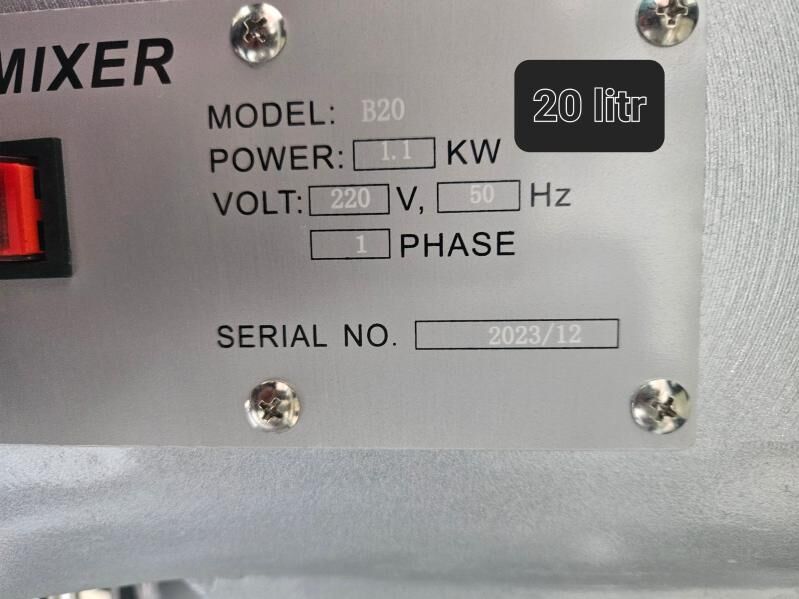 MIXER
MODEL: B20
20 litr
POWER: 1.1 KW
VOLT: 220 V, 50 Hz
1 PHASE
SERIAL NO. 2023/12